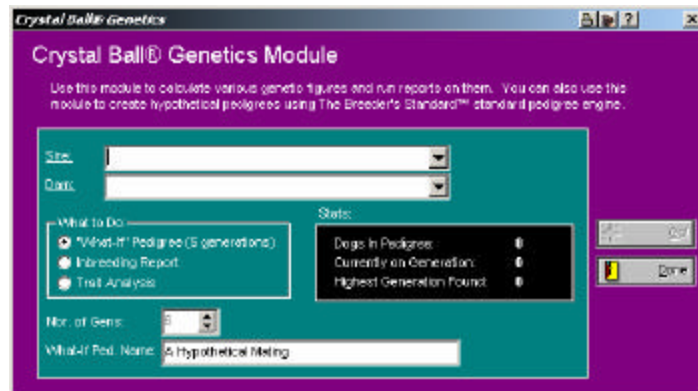 Crystal Ball® Genetics
?
Crystal Ball® Genetics Module
Use this module to calculate various genetic figures and run reports on them. You can also use this
module to create hypothetical pedigrees using The Breeder's Standard™ standard pedigree engine.
Sire:
Dam:
What to Do:
"What-If" Pedigree (5 generations)
Inbreeding Report
Trait Analysis
Stats:
Dogs In Pedigree: 0
Currently on Generation: 0
Highest Generation Found: 0
Done
Nbr. of Gens:
What-If Ped. Name: A Hypothetical Mating